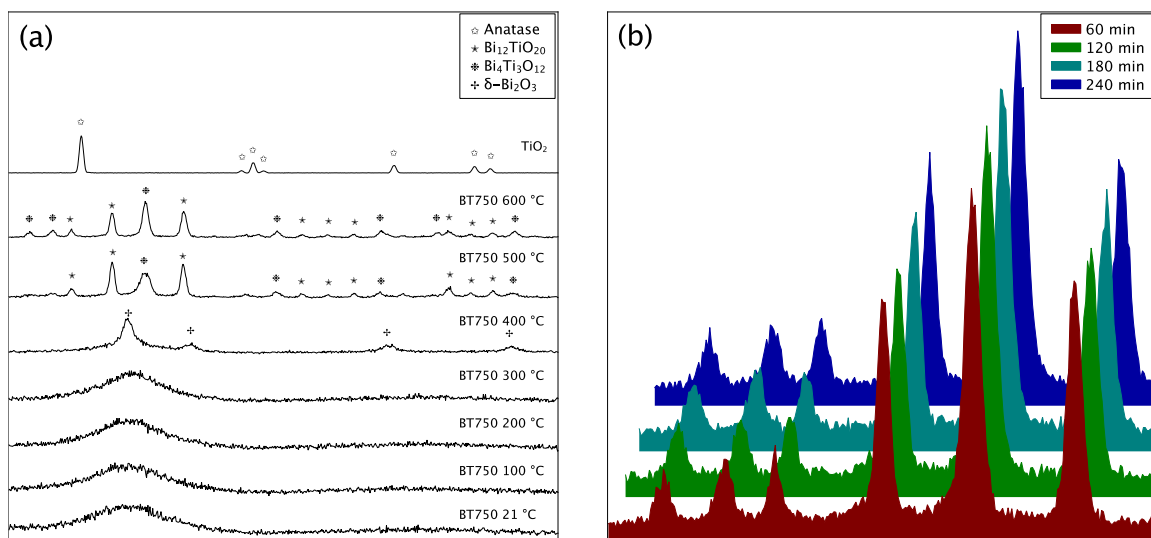 (a)
Anatase
Bi₁₂TiO₂₀
Bi₄Ti₃O₁₂
δ−Bi₂O₃
TiO₂
BT750 600 °C
BT750 500 °C
BT750 400 °C
BT750 300 °C
BT750 200 °C
BT750 100 °C
BT750 21 °C
(b)
60 min
120 min
180 min
240 min